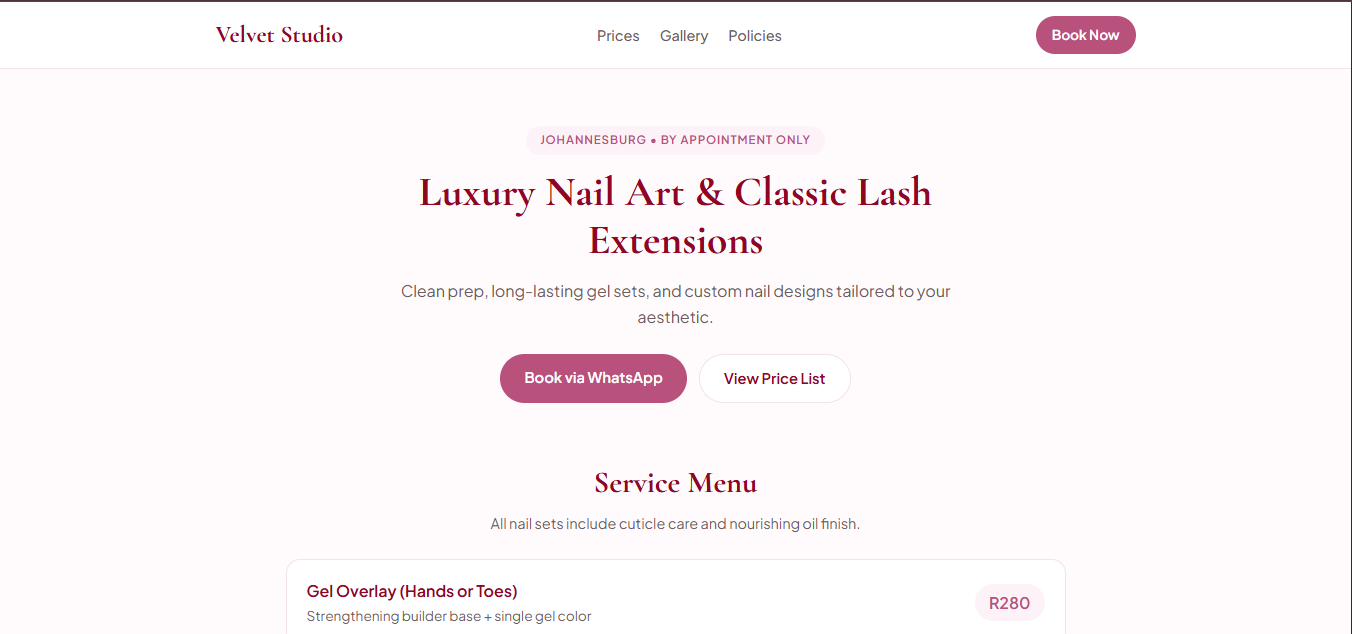 Velvet Studio
Prices Gallery Policies
Book Now
JOHANNESBURG • BY APPOINTMENT ONLY
Luxury Nail Art & Classic Lash
Extensions
Clean prep, long-lasting gel sets, and custom nail designs tailored to your
aesthetic.
Book via WhatsApp
View Price List
Service Menu
All nail sets include cuticle care and nourishing oil finish.
Gel Overlay (Hands or Toes)
Strengthening builder base + single gel color
R280